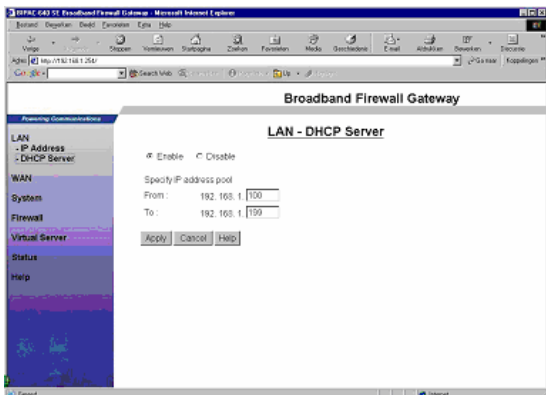 BIPAC-640 SE Broadband Firewall Gateway - Microsoft Internet Explorer
Bestand Bewerken Beeld Favorieten Extra Help
Vorige Stoppen Vernieuwen Startpagina Zoeken Favorieten Media Geschiedenis E-mail Afdrukken Bewerken Discussie
Adres http://192.168.1.254/ Ga naar Koppelingen
Google Search Web Up
Broadband Firewall Gateway
Powering Communications
LAN
- IP Address
- DHCP Server
WAN
System
Firewall
Virtual Server
Status
Help
LAN - DHCP Server
Enable Disable
Specify IP address pool
From : 192. 168. 1. 100
To : 192. 168. 1. 199
Apply Cancel Help
Internet